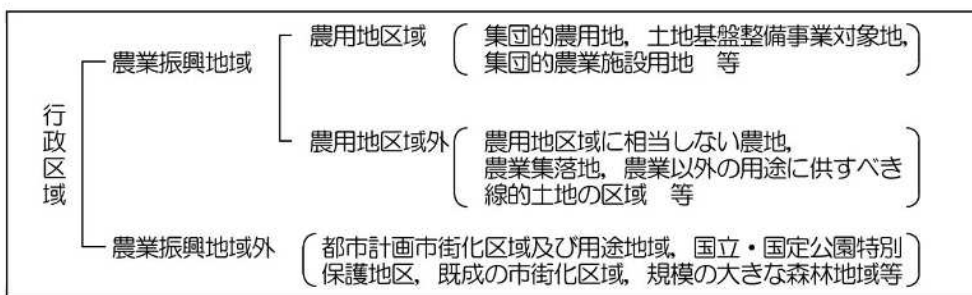 行政区域
農業振興地域
農用地区域
集団的農用地，土地基盤整備事業対象地，
集団的農業施設用地　等
農用地区域外
農用地区域に相当しない農地，
農業集落地，農業以外の用途に供すべき
線的土地の区域　等
農業振興地域外
都市計画市街化区域及び用途地域，国立・国定公園特別
保護地区，既成の市街化区域，規模の大きな森林地域等